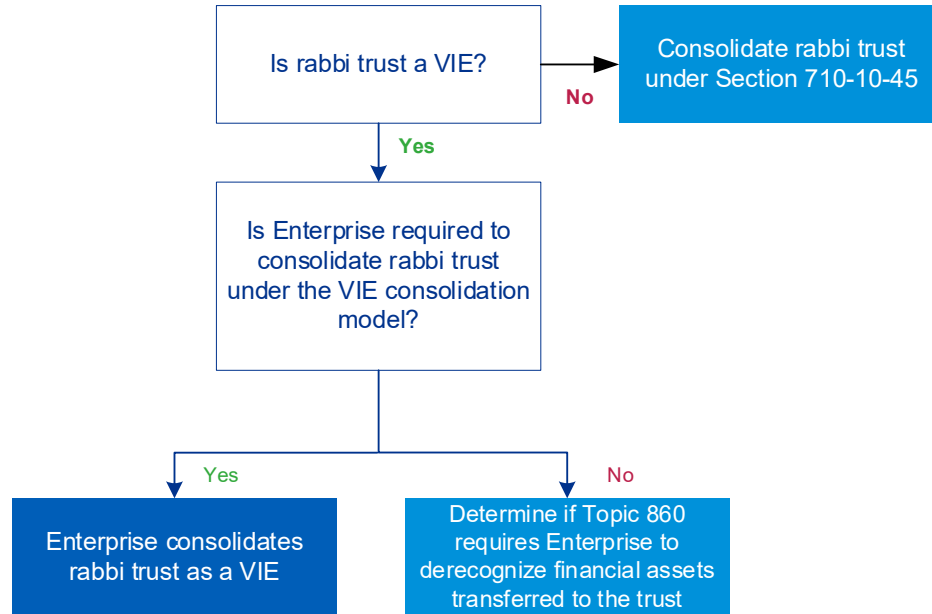 Is rabbi trust a VIE?
Consolidate rabbi trust
under Section 710-10-45
No
Yes
Is Enterprise required to
consolidate rabbi trust
under the VIE consolidation
model?
Yes
No
Enterprise consolidates
rabbi trust as a VIE
Determine if Topic 860
requires Enterprise to
derecognize financial assets
transferred to the trust